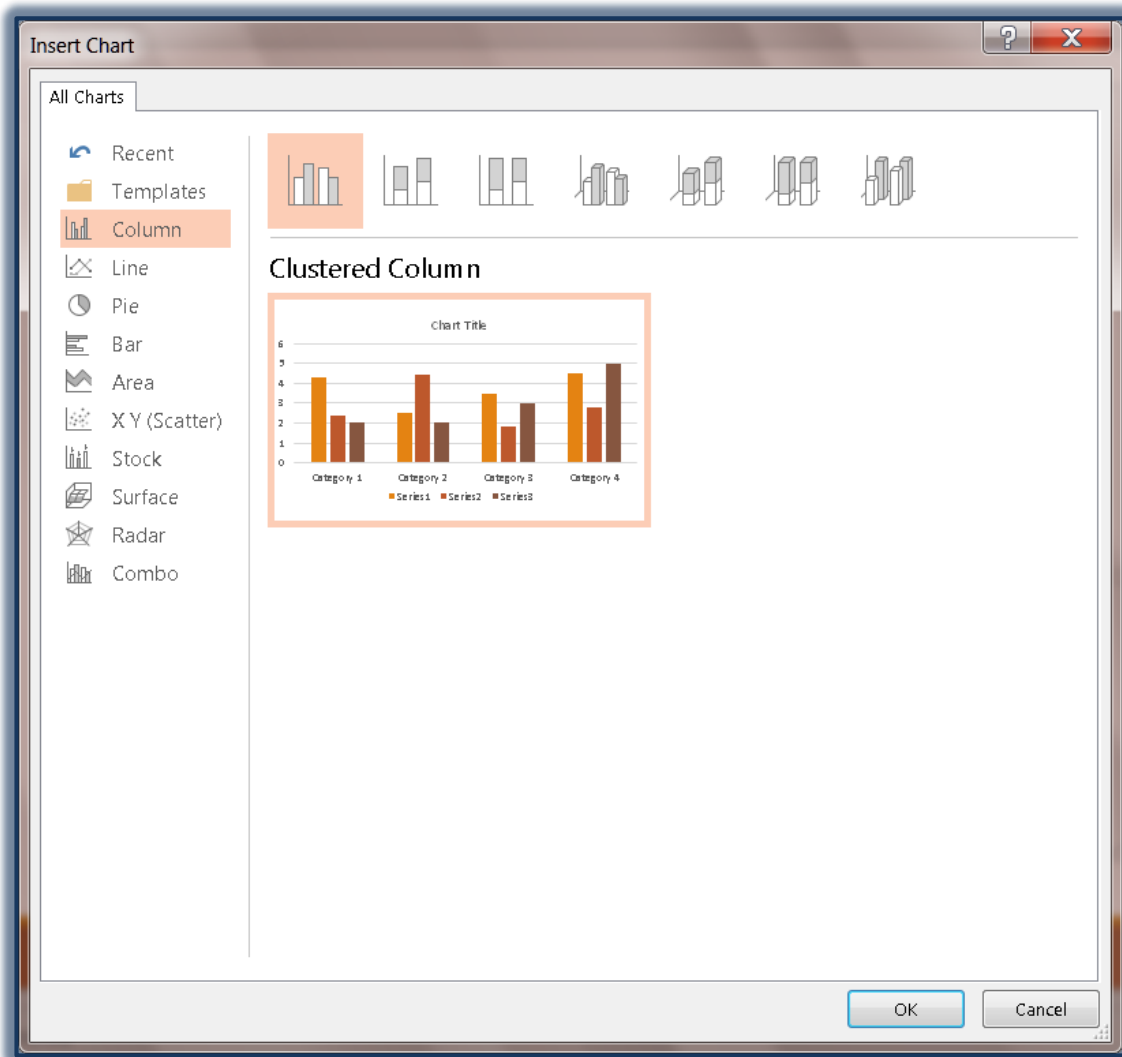 Insert Chart
All Charts
Recent
Templates
Column
Line
Pie
Bar
Area
X Y (Scatter)
Stock
Surface
Radar
Combo
Clustered Column
Chart Title
6
5
4
3
2
1
0
Category 1 Category 2 Category 3 Category 4
Series1 Series2 Series3
OK Cancel